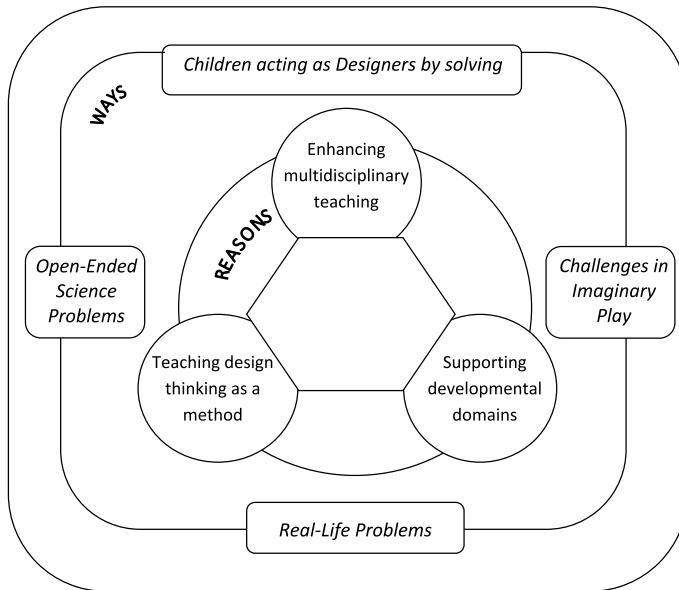 Children acting as Designers by solving
WAYS
Enhancing
multidisciplinary
teaching
REASONS
Open-Ended
Science
Problems
Challenges in
Imaginary
Play
Teaching design
thinking as a
method
Supporting
developmental
domains
Real-Life Problems